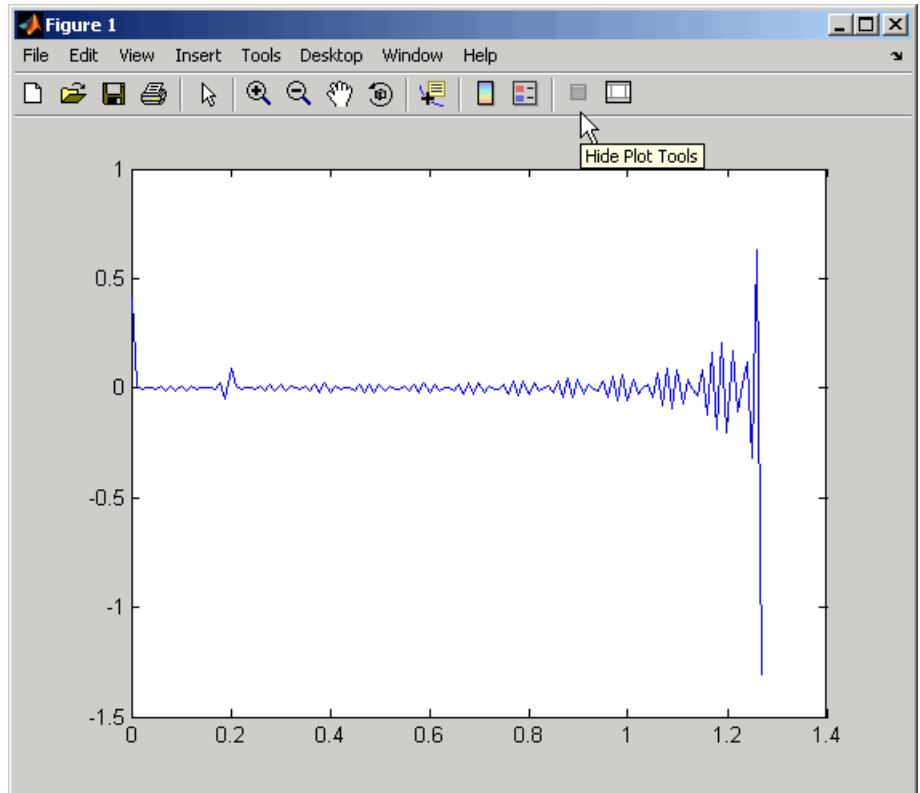 Figure 1
File Edit View Insert Tools Desktop Window Help
Hide Plot Tools
1
0.5
0
-0.5
-1
-1.5
0 0.2 0.4 0.6 0.8 1 1.2 1.4